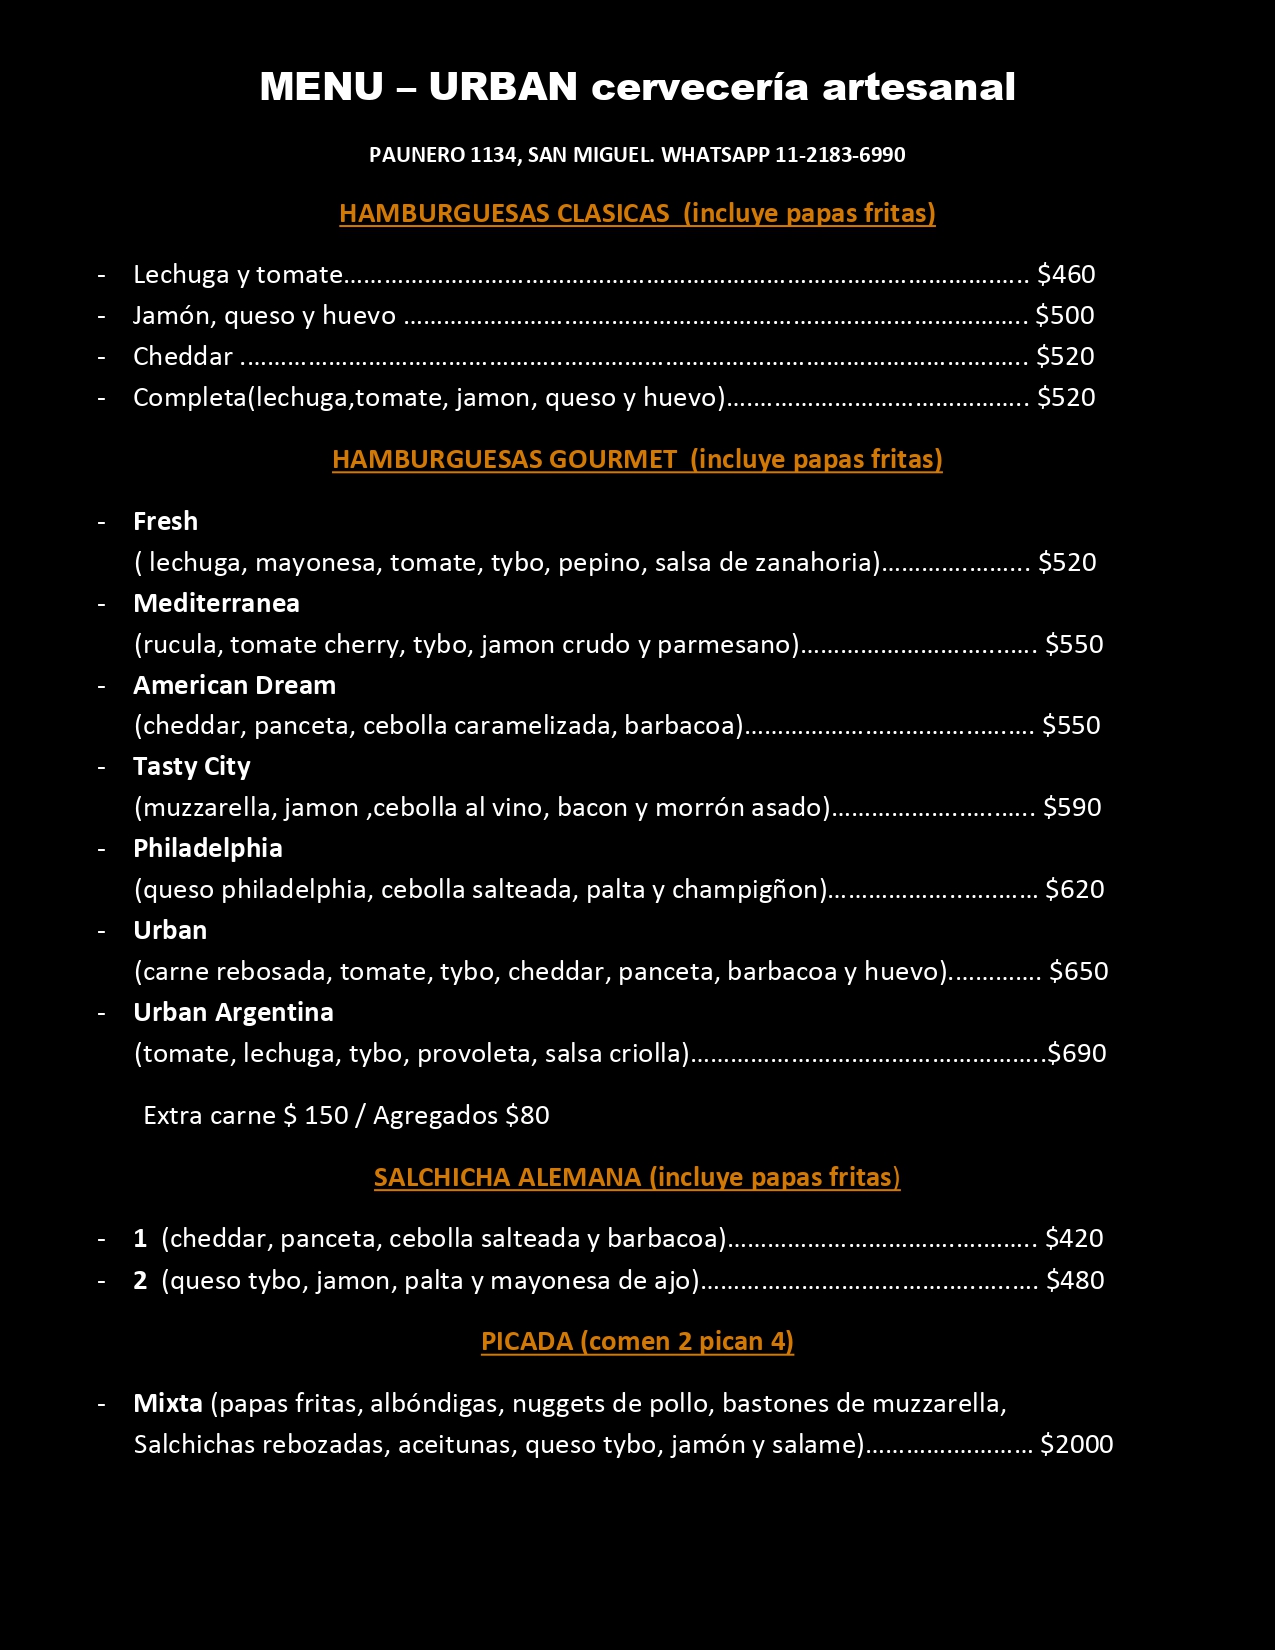 MENU – URBAN cervecería artesanal
PAUNERO 1134, SAN MIGUEL. WHATSAPP 11-2183-6990
HAMBURGUESAS CLASICAS (incluye papas fritas)
- Lechuga y tomate.................................................. $460
- Jamón, queso y huevo .................................................. $500
- Cheddar .................................................. $520
- Completa(lechuga,tomate, jamon, queso y huevo).............................. $520
HAMBURGUESAS GOURMET (incluye papas fritas)
- Fresh
( lechuga, mayonesa, tomate, tybo, pepino, salsa de zanahoria).................... $520
- Mediterranea
(rucula, tomate cherry, tybo, jamon crudo y parmesano).............................. $550
- American Dream
(cheddar, panceta, cebolla caramelizada, barbacoa).............................. $550
- Tasty City
(muzzarella, jamon ,cebolla al vino, bacon y morrón asado)......................... $590
- Philadelphia
(queso philadelphia, cebolla salteada, palta y champigñon)......................... $620
- Urban
(carne rebosada, tomate, tybo, cheddar, panceta, barbacoa y huevo).............. $650
- Urban Argentina
(tomate, lechuga, tybo, provoleta, salsa criolla)........................................$690
Extra carne $ 150 / Agregados $80
SALCHICHA ALEMANA (incluye papas fritas)
- 1 (cheddar, panceta, cebolla salteada y barbacoa).............................. $420
- 2 (queso tybo, jamon, palta y mayonesa de ajo)................................... $480
PICADA (comen 2 pican 4)
- Mixta (papas fritas, albóndigas, nuggets de pollo, bastones de muzzarella,
Salchichas rebozadas, aceitunas, queso tybo, jamón y salame).................... $2000